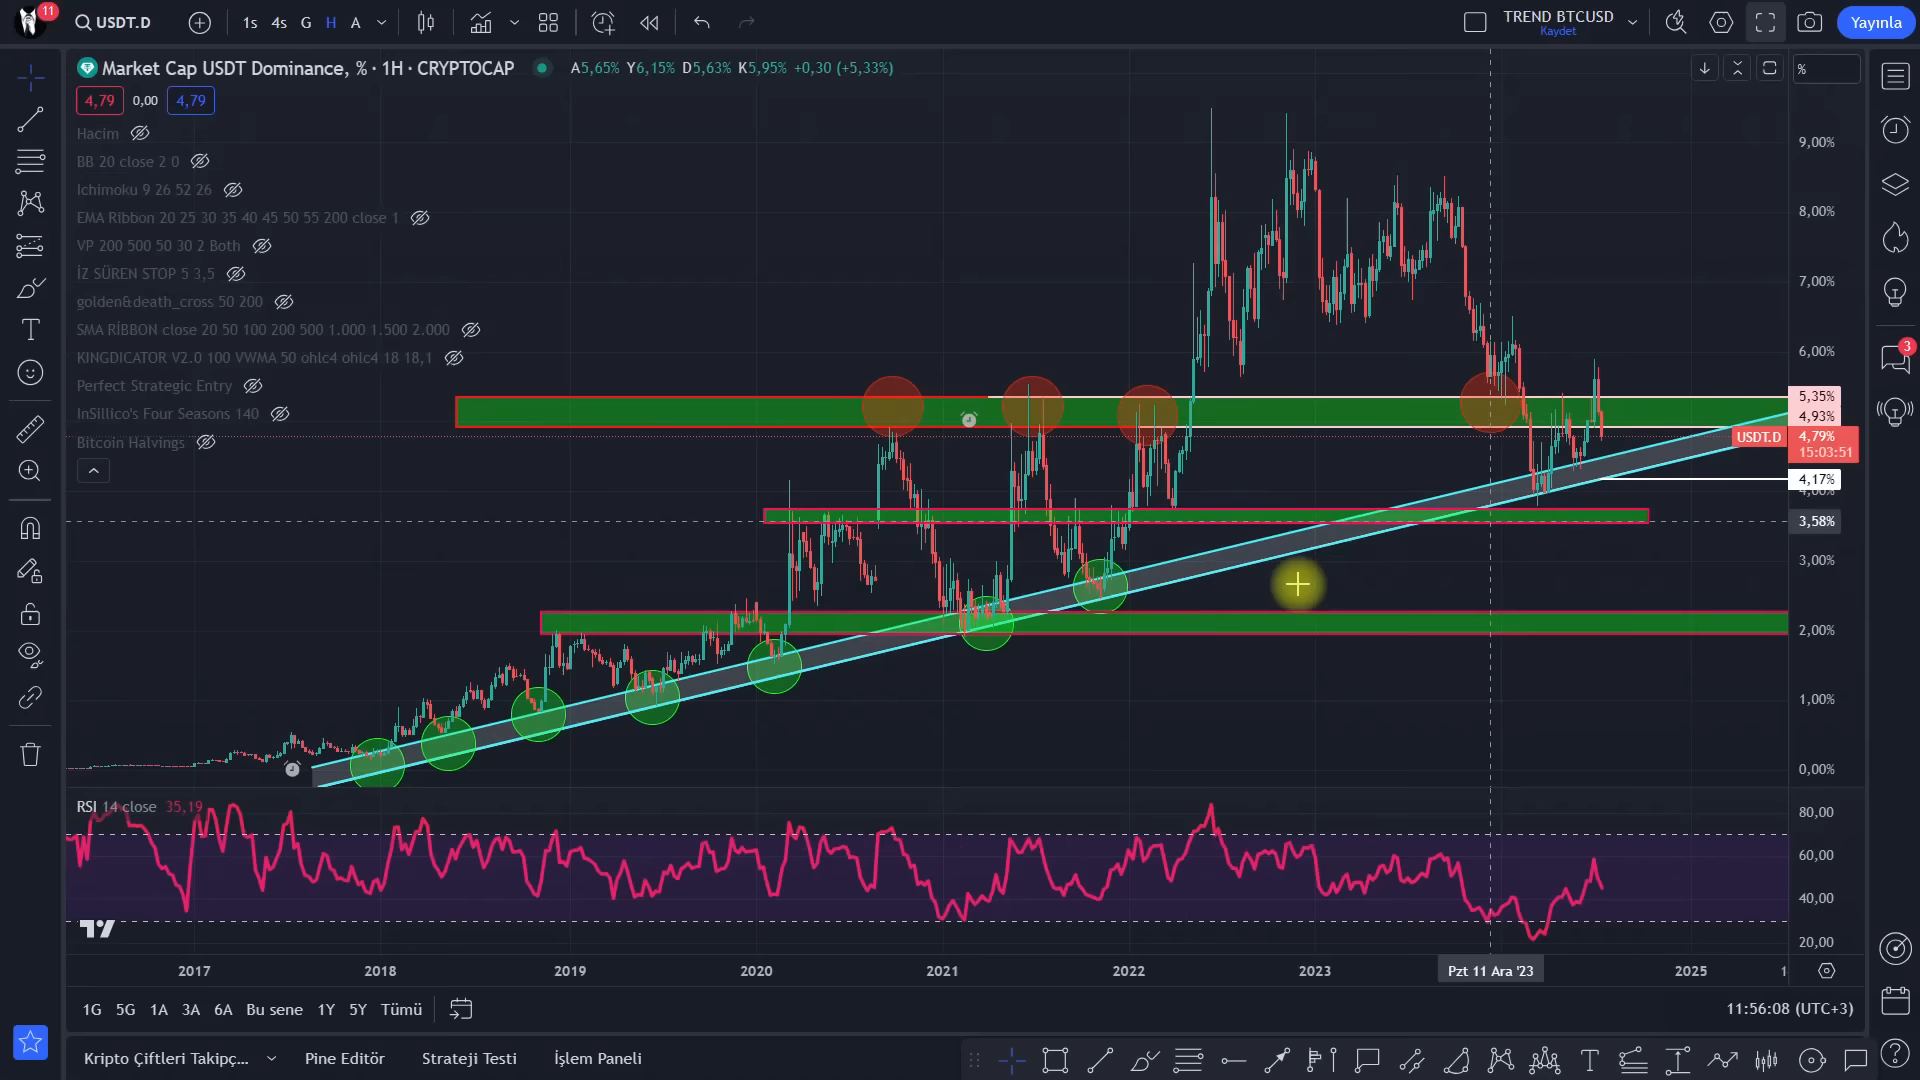 11
USDT.D
1s 4s G H A
TREND BTCUSD
Kaydet
Yayınla
Market Cap USDT Dominance, % · 1H · CRYPTOCAP
A5,65% Y6,15% D5,63% K5,95% +0,30 (+5,33%)
%
4,79 0,00 4,79
Hacim
BB 20 close 2 0
Ichimoku 9 26 52 26
EMA Ribbon 20 25 30 35 40 45 50 55 200 close 1
VP 200 500 50 30 2 Both
İZ SÜREN STOP 5 3,5
golden&death_cross 50 200
SMA RİBBON close 20 50 100 200 500 1.000 1.500 2.000
KINGDICATOR V2.0 100 VWMA 50 ohlc4 ohlc4 18 18,1
Perfect Strategic Entry
InSillico's Four Seasons 140
Bitcoin Halvings
9,00%
8,00%
7,00%
6,00%
5,35%
4,93%
USDT.D 4,79%
15:03:51
4,17%
4,00%
3,58%
3,00%
2,00%
1,00%
0,00%
3
RSI 14 close 35,19
80,00
60,00
40,00
20,00
2017 2018 2019 2020 2021 2022 2023 Pzt 11 Ara '23 2025
1G 5G 1A 3A 6A Bu sene 1Y 5Y Tümü
11:56:08 (UTC+3)
Kripto Çiftleri Takipç... Pine Editör Strateji Testi İşlem Paneli